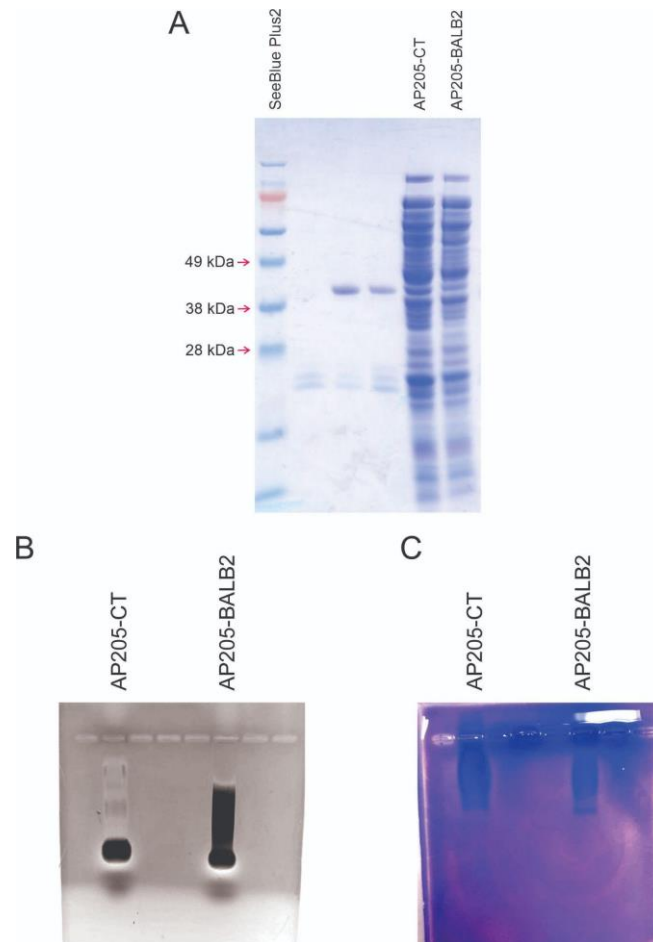 A
SeeBlue Plus2
AP205-CT
AP205-BALB2
49 kDa
38 kDa
28 kDa
B
AP205-CT
AP205-BALB2
C
AP205-CT
AP205-BALB2